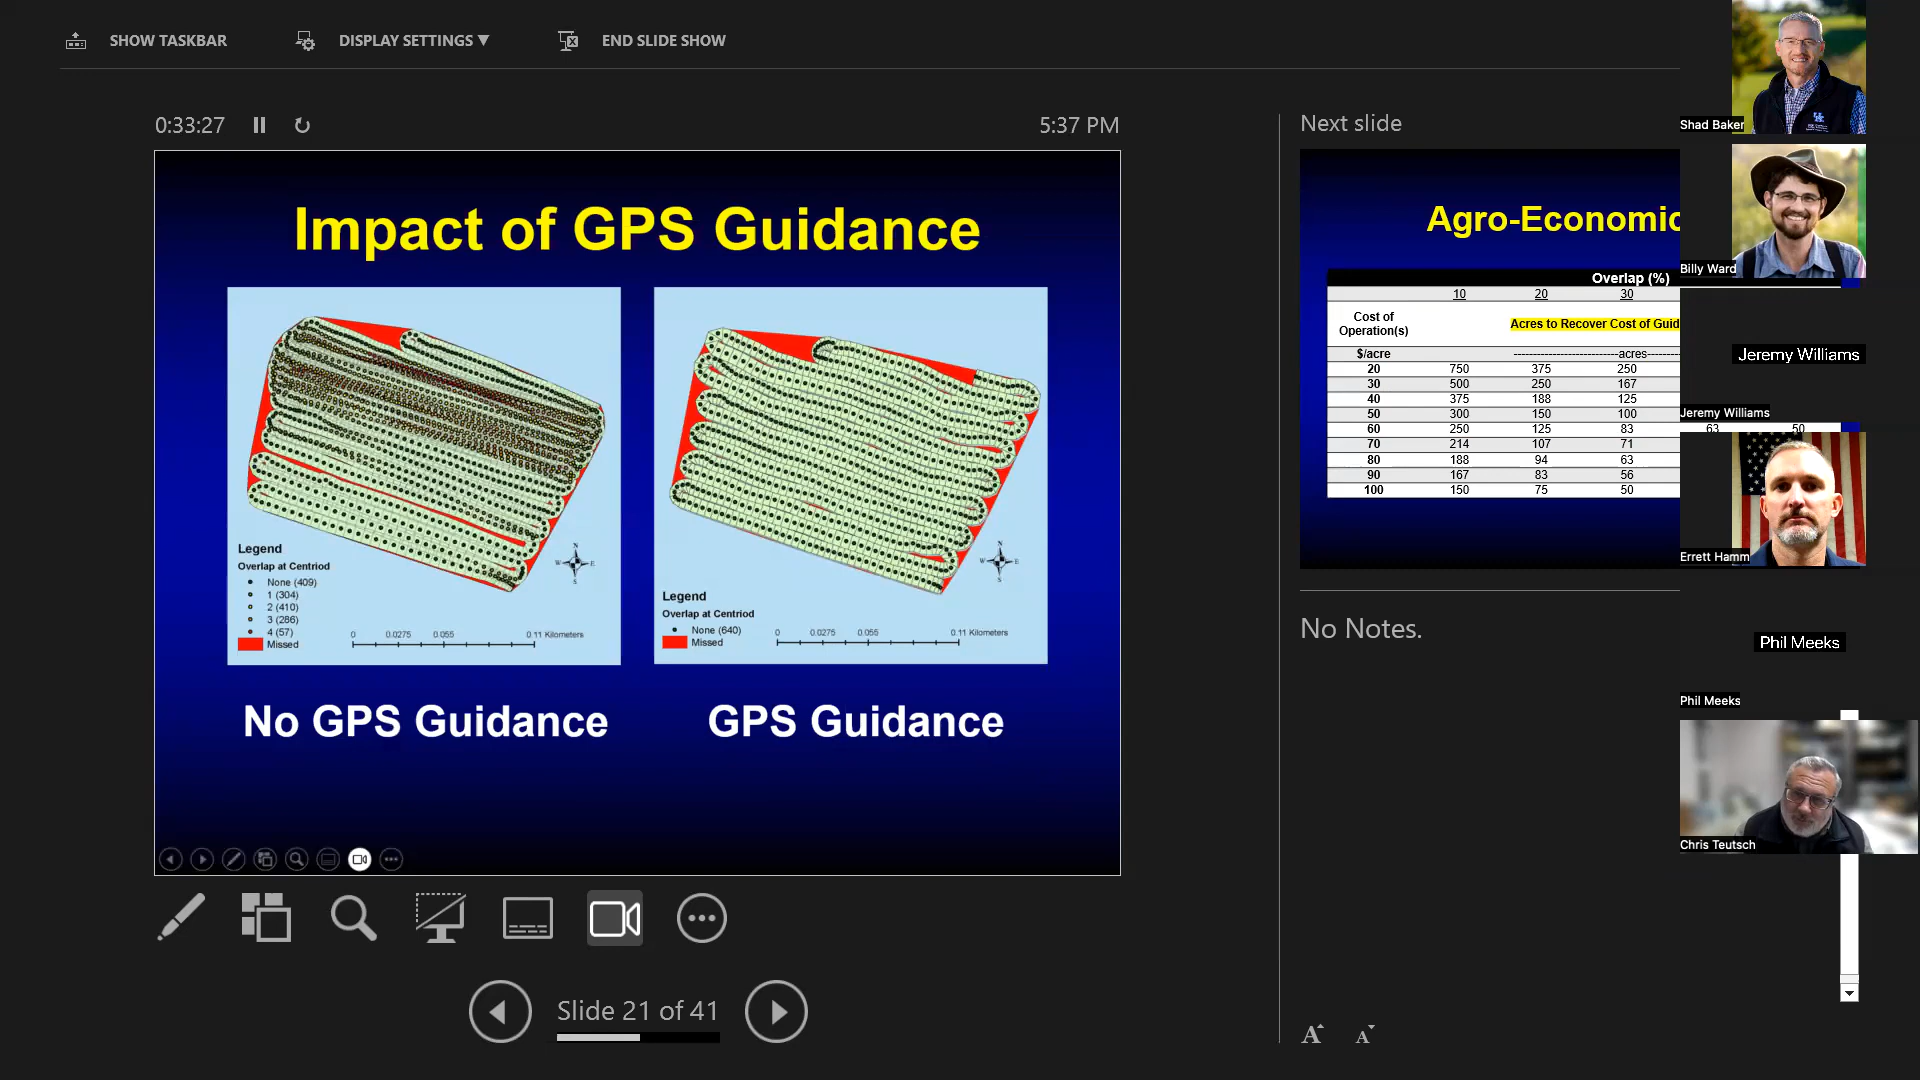 SHOW TASKBAR
DISPLAY SETTINGS ▼
END SLIDE SHOW
0:33:27
5:37 PM
Impact of GPS Guidance
Legend
Overlap at Centriod
None (409)
1 (304)
2 (410)
3 (286)
4 (57)
Missed
0 0.0275 0.055 0.11 Kilometers
N
W E
S
Legend
Overlap at Centriod
None (640)
Missed
0 0.0275 0.055 0.11 Kilometers
N
W E
S
No GPS Guidance
GPS Guidance
Slide 21 of 41
Next slide
Agro-Economic
Overlap (%)
10 20 30
Cost of
Operation(s)
Acres to Recover Cost of Guid
$/acre
acres
20 750 375 250
30 500 250 167
40 375 188 125
50 300 150 100
60 250 125 83 63 50
70 214 107 71
80 188 94 63
90 167 83 56
100 150 75 50
No Notes.
A A
Shad Baker
UK
Billy Ward
Jeremy Williams
Jeremy Williams
Errett Hamm
Phil Meeks
Phil Meeks
Chris Teutsch